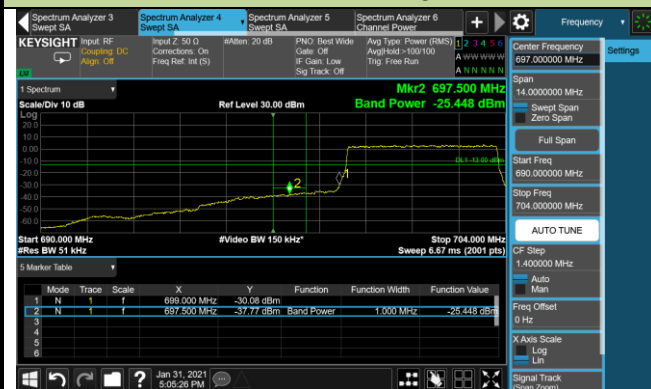 Spectrum Analyzer 3
Swept SA
Spectrum Analyzer 4
Swept SA
Spectrum Analyzer 5
Swept SA
Spectrum Analyzer 6
Channel Power
Frequency
KEYSIGHT
Input: RF
Coupling: DC
Align: Off
Input Z: 50 Ω
Corrections: On
Freq Ref: Int (S)
#Atten: 20 dB
PNO: Best Wide
Gate: Off
IF Gain: Low
Sig Track: Off
Avg Type: Power (RMS)
Avg|Hold:>100/100
Trig: Free Run
1 2 3 4 5 6
A W W W W W
A N N N N N
1 Spectrum
Scale/Div 10 dB
Ref Level 30.00 dBm
Mkr2 697.500 MHz
Band Power -25.448 dBm
Log
20.0
10.0
0.00
-10.0
-20.0
-30.0
-40.0
-50.0
-60.0
DL1 -13.00 dBm
2
1
Start 690.000 MHz
#Video BW 150 kHz*
Stop 704.000 MHz
#Res BW 51 kHz
Sweep 6.67 ms (2001 pts)
5 Marker Table
Mode Trace Scale X Y Function Function Width Function Value
1 N 1 f 699.000 MHz -30.08 dBm
2 N 1 f 697.500 MHz -37.77 dBm Band Power 1.000 MHz -25.448 dBm
3
4
5
6
Jan 31, 2021
5:05:26 PM
Center Frequency
697.000000 MHz
Settings
Span
14.0000000 MHz
Swept Span
Zero Span
Full Span
Start Freq
690.000000 MHz
Stop Freq
704.000000 MHz
AUTO TUNE
CF Step
1.400000 MHz
Auto
Man
Freq Offset
0 Hz
X Axis Scale
Log
Lin
Signal Track
(Span Zoom)